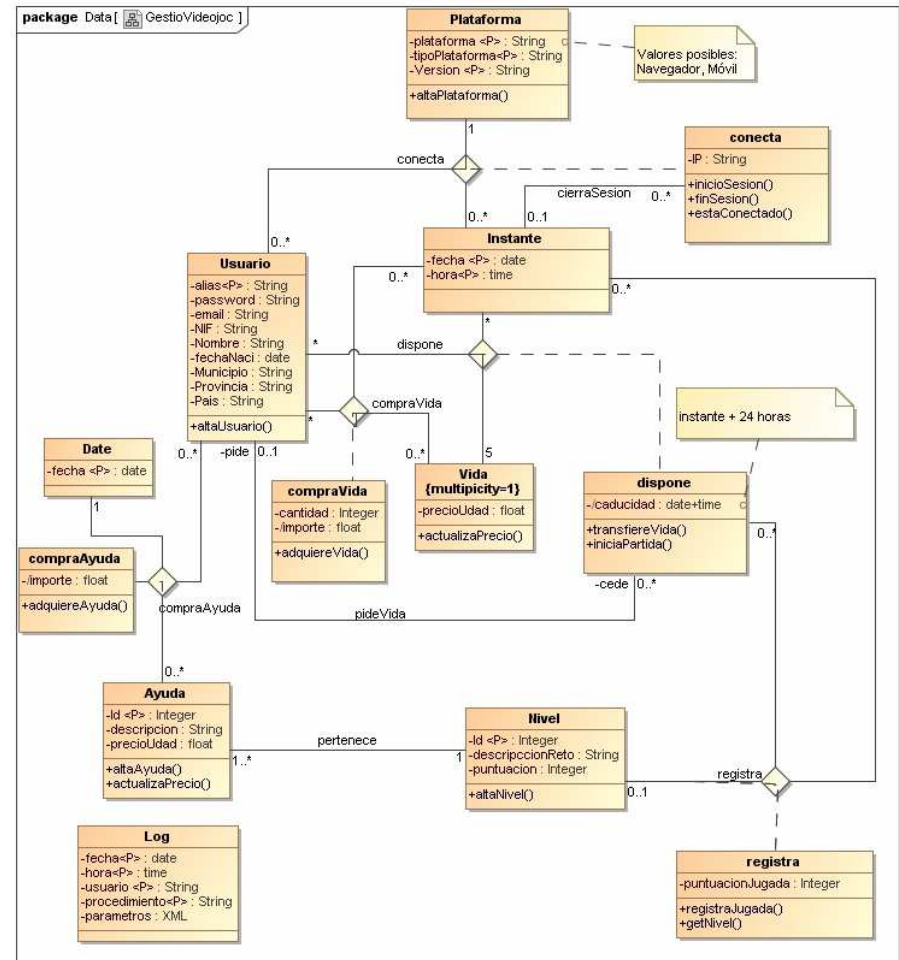 package Data[ GestioVideojoc ]
Plataforma
-plataforma <P> : String
-tipoPlataforma<P> : String
-Version <P> : String
+altaPlataforma()
Valores posibles:
Navegador, Móvil
1
conecta
conecta
-IP : String
+inicioSesion()
+finSesion()
+estaConectado()
cierraSesion
0..*
0..1
0..*
0..*
Instante
-fecha <P> : date
-hora<P> : time
0..*
0..*
*
Usuario
-alias<P> : String
-password : String
-email : String
-NIF : String
-Nombre : String
-fechaNaci : date
-Municipio : String
-Provincia : String
-Pais : String
+altaUsuario()
*
dispone
*
compraVida
0..*
-pide
0..1
0..*
5
instante + 24 horas
Date
-fecha <P> : date
1
compraVida
-cantidad : Integer
-/importe : float
+adquiereVida()
Vida
{multipicity=1}
-precioUdad : float
+actualizaPrecio()
dispone
-/caducidad : date+time
+transfiereVida()
+iniciaPartida()
0..*
-cede
0..*
compraAyuda
-/importe : float
+adquiereAyuda()
compraAyuda
pideVida
0..*
Ayuda
-Id <P> : Integer
-descripcion : String
-precioUdad : float
+altaAyuda()
+actualizaPrecio()
1..*
pertenece
1
Nivel
-Id <P> : Integer
-descripccionReto : String
-puntuacion : Integer
+altaNivel()
0..1
registra
Log
-fecha<P> : date
-hora<P> : time
-usuario <P> : String
-procedimiento<P> : String
-parametros : XML
registra
-puntuacionJugada : Integer
+registraJugada()
+getNivel()